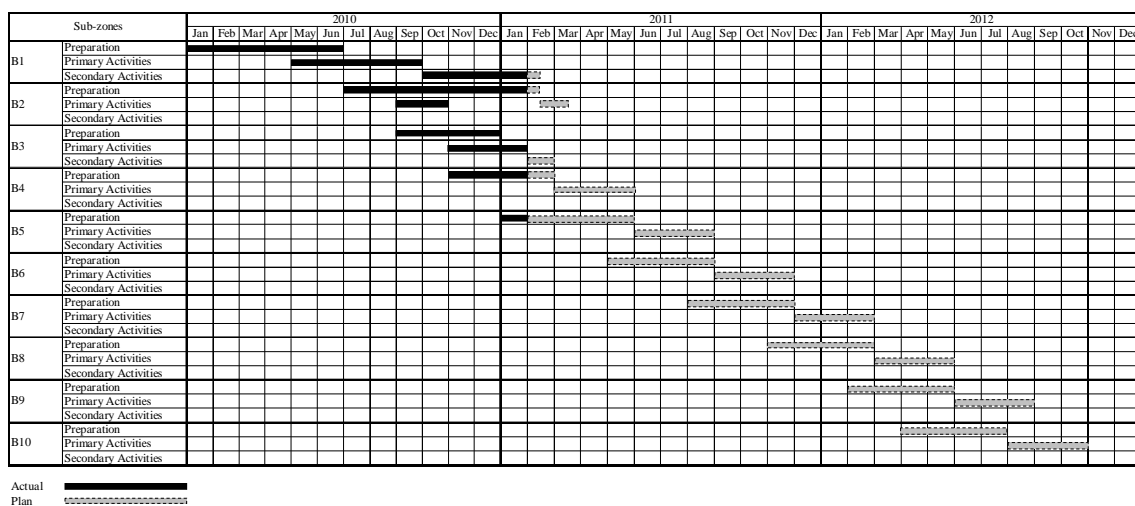 Sub-zones 2010 2011 2012
Jan Feb Mar Apr May Jun Jul Aug Sep Oct Nov Dec Jan Feb Mar Apr May Jun Jul Aug Sep Oct Nov Dec Jan Feb Mar Apr May Jun Jul Aug Sep Oct Nov Dec
B1 Preparation
Primary Activities
Secondary Activities
B2 Preparation
Primary Activities
Secondary Activities
B3 Preparation
Primary Activities
Secondary Activities
B4 Preparation
Primary Activities
Secondary Activities
B5 Preparation
Primary Activities
Secondary Activities
B6 Preparation
Primary Activities
Secondary Activities
B7 Preparation
Primary Activities
Secondary Activities
B8 Preparation
Primary Activities
Secondary Activities
B9 Preparation
Primary Activities
Secondary Activities
B10 Preparation
Primary Activities
Secondary Activities
Actual
Plan